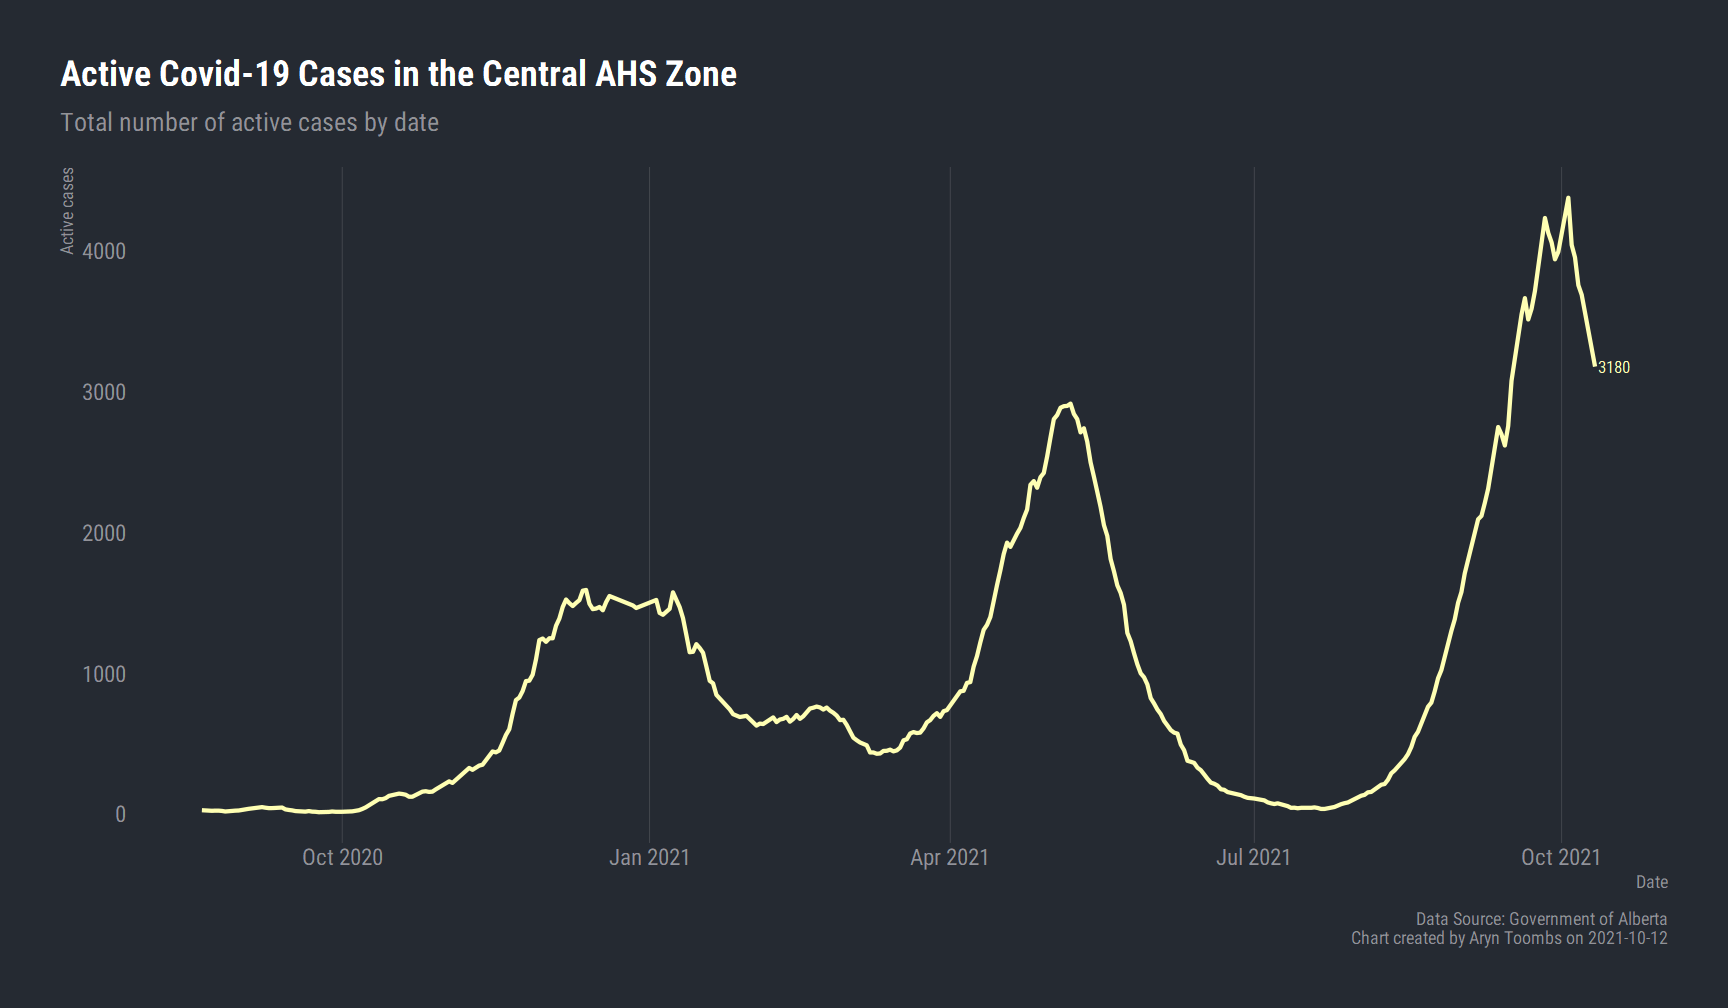 Active Covid-19 Cases in the Central AHS Zone
Total number of active cases by date
Active cases
4000
3000
2000
1000
0
3180
Oct 2020
Jan 2021
Apr 2021
Jul 2021
Oct 2021
Date
Data Source: Government of Alberta
Chart created by Aryn Toombs on 2021-10-12